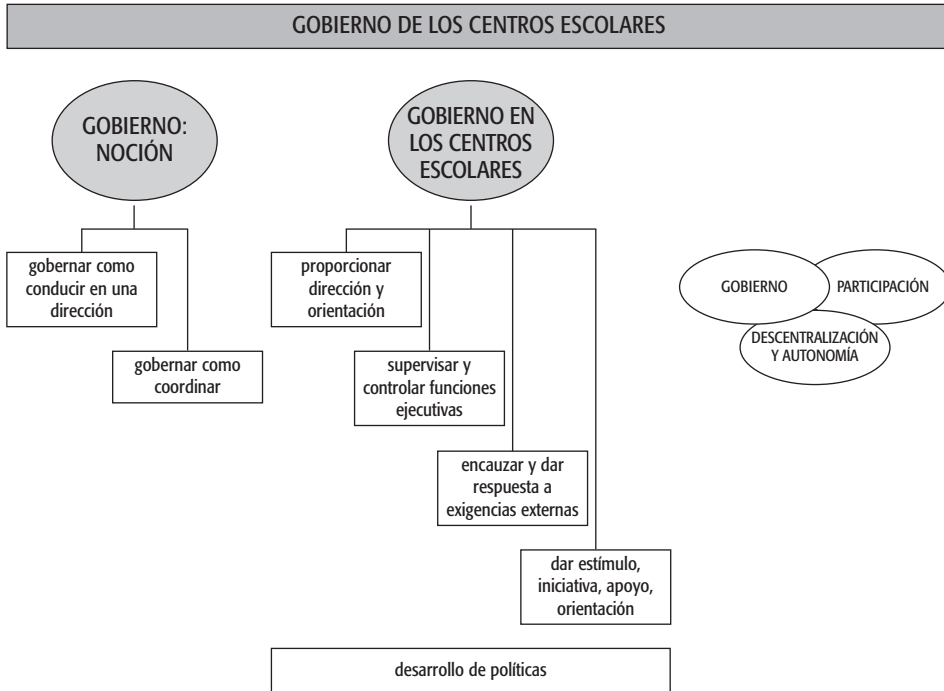 GOBIERNO DE LOS CENTROS ESCOLARES
GOBIERNO:
NOCIÓN
gobernar como
conducir en una
dirección
gobernar como
coordinar
GOBIERNO EN
LOS CENTROS
ESCOLARES
proporcionar
dirección y
orientación
supervisar y
controlar funciones
ejecutivas
encauzar y dar
respuesta a
exigencias externas
dar estímulo,
iniciativa, apoyo,
orientación
desarrollo de políticas
GOBIERNO
PARTICIPACIÓN
DESCENTRALIZACIÓN
Y AUTONOMÍA